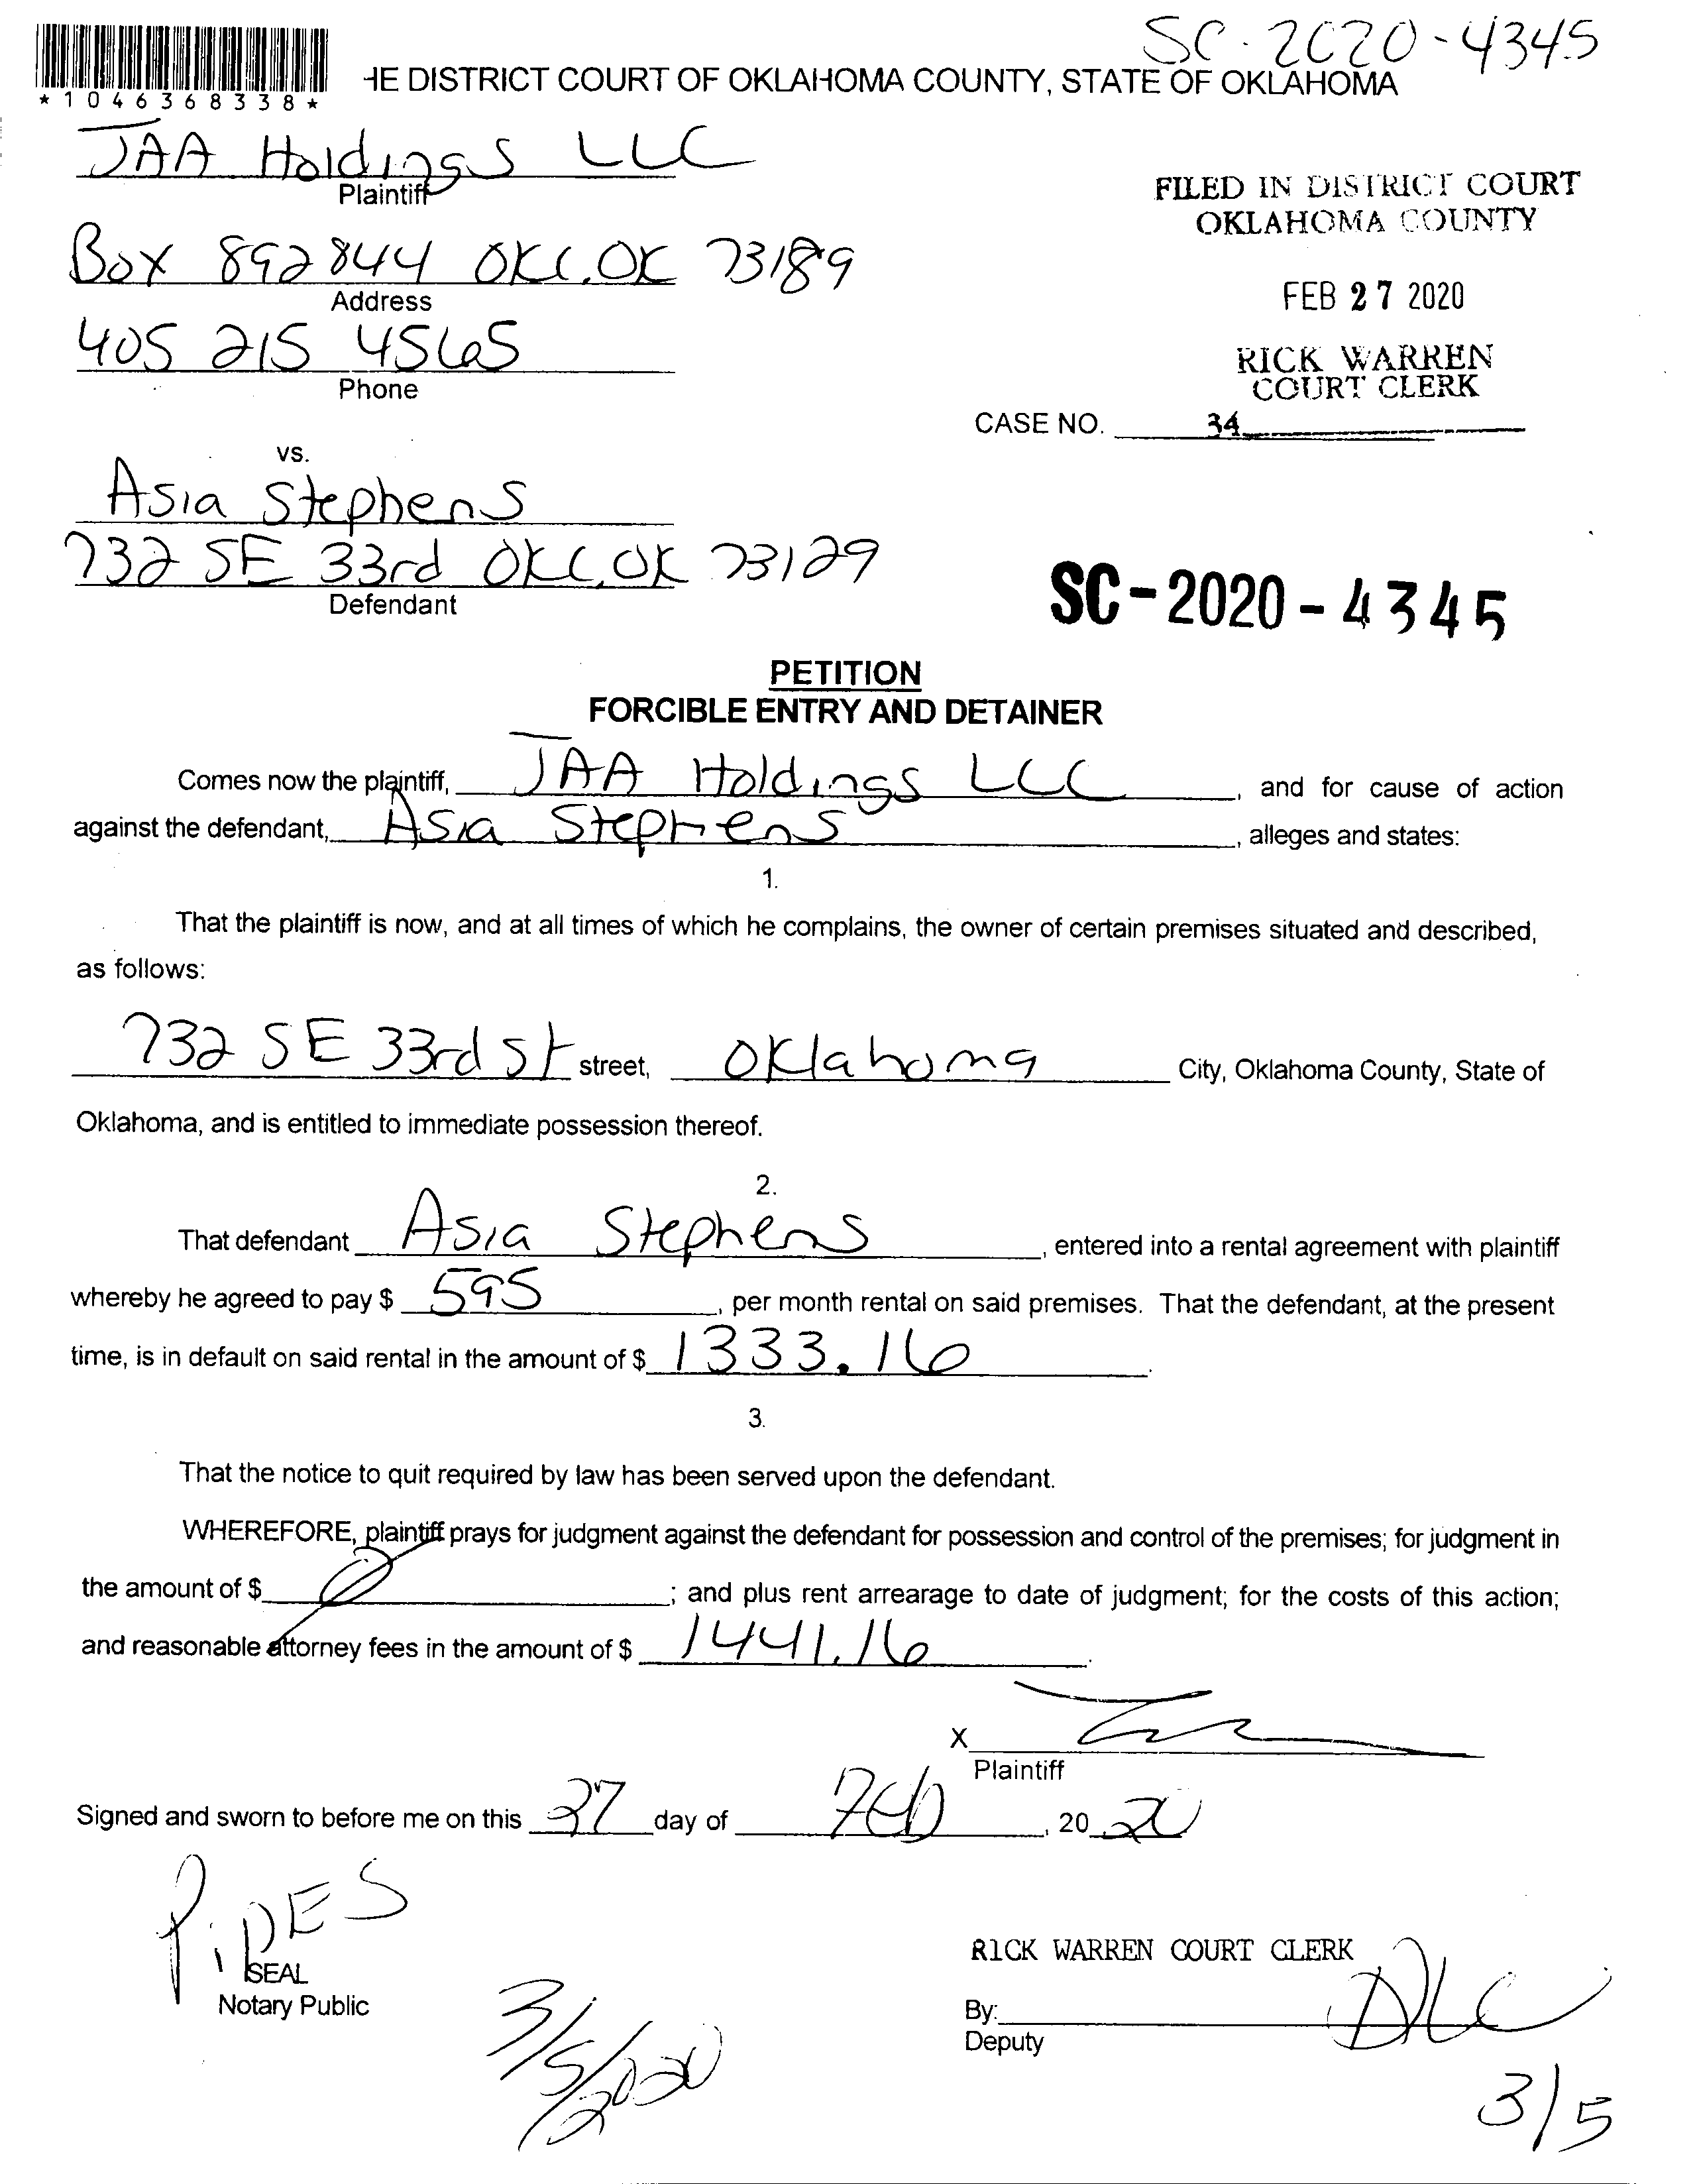 SC-2020-4345
*1046368338*
HE DISTRICT COURT OF OKLAHOMA COUNTY, STATE OF OKLAHOMA
JAA Holdings LLC
Plaintiff
FILED IN DISTRICT COURT
OKLAHOMA COUNTY
Box 892844 OKC, OK 73189
Address
FEB 27 2020
405 215 4565
Phone
RICK WARREN
COURT CLERK
CASE NO. 34
vs.
Asia Stephens
732 SE 33rd OKC, OK 73129
Defendant
SC-2020-4345
PETITION
FORCIBLE ENTRY AND DETAINER
Comes now the plaintiff, JAA Holdings LLC, and for cause of action
against the defendant, Asia Stephens, alleges and states:
1.
That the plaintiff is now, and at all times of which he complains, the owner of certain premises situated and described,
as follows:
732 SE 33rd St street, Oklahoma City, Oklahoma County, State of
Oklahoma, and is entitled to immediate possession thereof.
2.
That defendant Asia Stephens, entered into a rental agreement with plaintiff
whereby he agreed to pay $ 595, per month rental on said premises. That the defendant, at the present
time, is in default on said rental in the amount of $ 1333.16.
3.
That the notice to quit required by law has been served upon the defendant.
WHEREFORE, plaintiff prays for judgment against the defendant for possession and control of the premises; for judgment in
the amount of $ 0; and plus rent arrearage to date of judgment; for the costs of this action;
and reasonable attorney fees in the amount of $ 1441.16.
X
Plaintiff
Signed and sworn to before me on this 27 day of Feb, 20 20
PiPES
SEAL
Notary Public
3/5/2020
RICK WARREN COURT CLERK
By:
Deputy
3/5